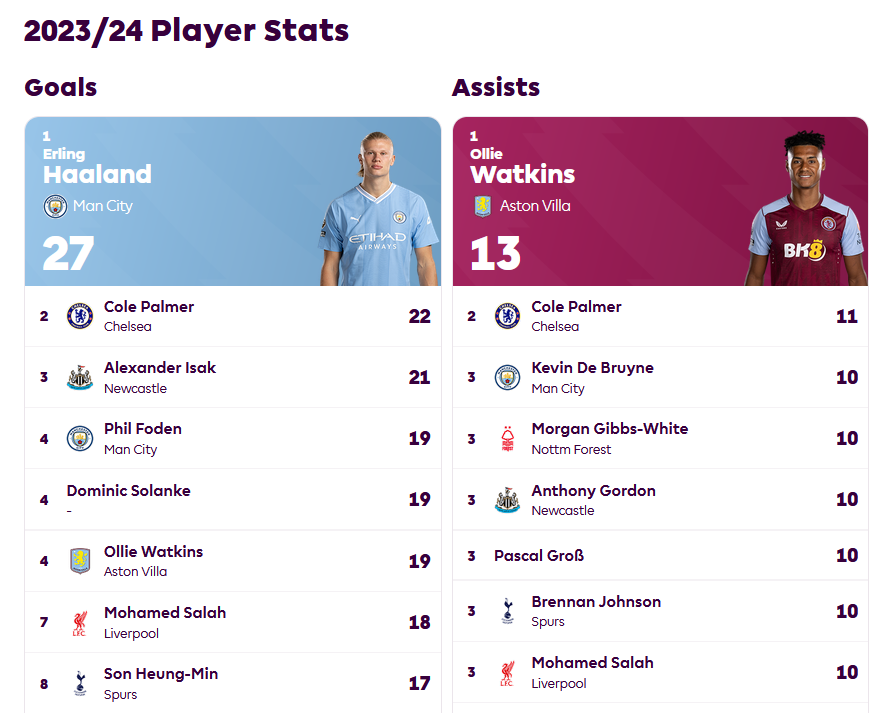 2023/24 Player Stats
Goals
1
Erling
Haaland
Man City
27
ETIHAD
AIRWAYS
2
Cole Palmer
Chelsea
22
3
Alexander Isak
Newcastle
21
4
Phil Foden
Man City
19
4
Dominic Solanke
-
19
4
Ollie Watkins
Aston Villa
19
7
Mohamed Salah
Liverpool
18
8
Son Heung-Min
Spurs
17
Assists
1
Ollie
Watkins
Aston Villa
13
BK8
2
Cole Palmer
Chelsea
11
3
Kevin De Bruyne
Man City
10
3
Morgan Gibbs-White
Nottm Forest
10
3
Anthony Gordon
Newcastle
10
3
Pascal Groß
10
3
Brennan Johnson
Spurs
10
3
Mohamed Salah
Liverpool
10